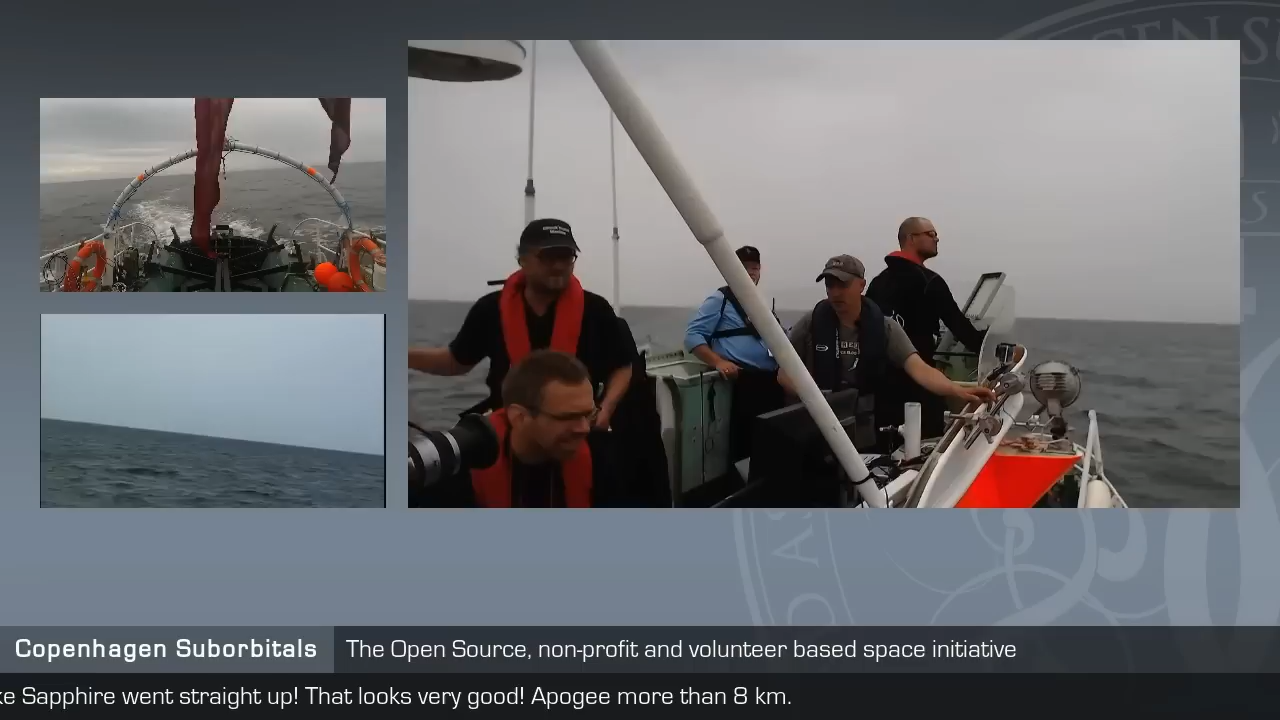 Copenhagen Suborbitals
The Open Source, non-profit and volunteer based space initiative
ke Sapphire went straight up! That looks very good! Apogee more than 8 km.